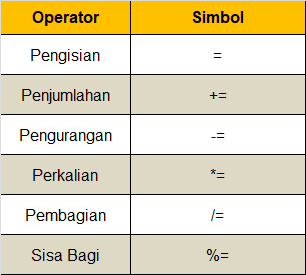 Operator Simbol
Pengisian =
Penjumlahan +=
Pengurangan -=
Perkalian *=
Pembagian /=
Sisa Bagi %=